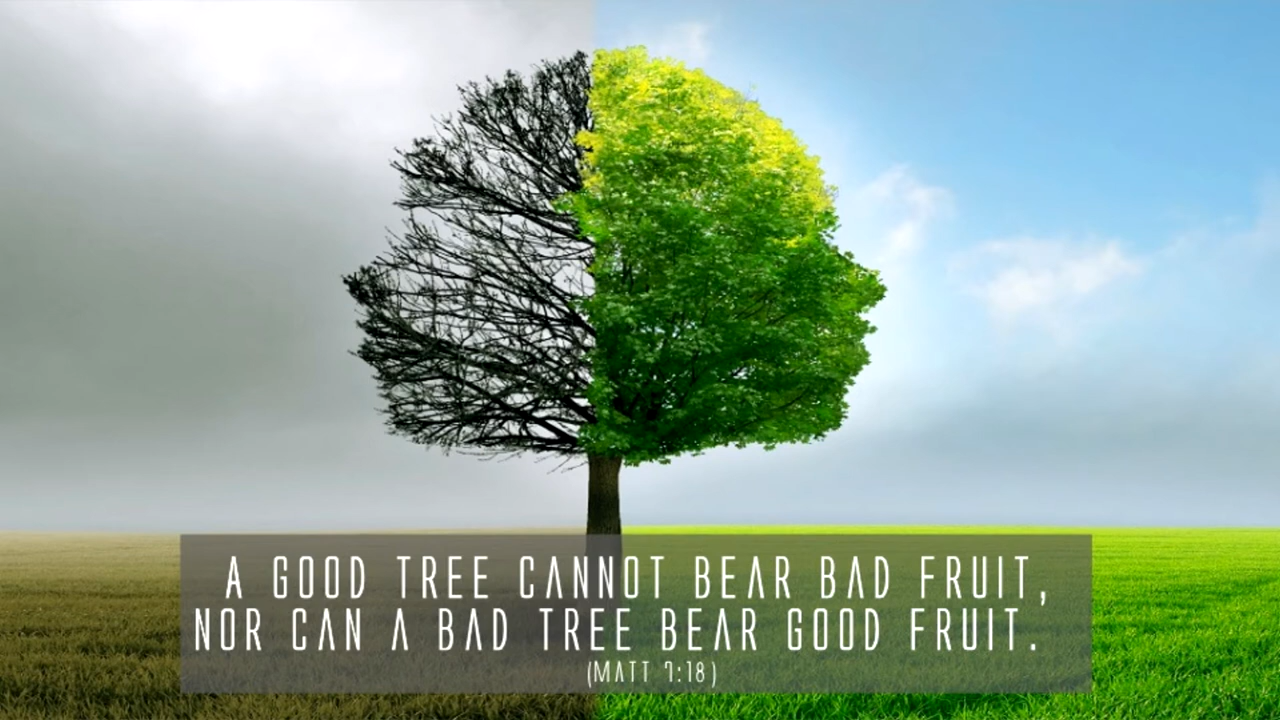 A GOOD TREE CANNOT BEAR BAD FRUIT,
NOR CAN A BAD TREE BEAR GOOD FRUIT.
(MATT 7:18)